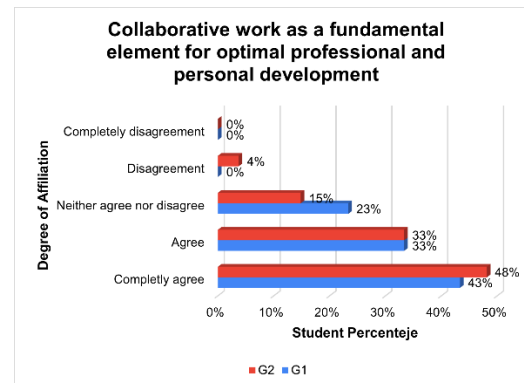 Collaborative work as a fundamental
element for optimal professional and
personal development
Degree of Affiliation
Completely disagreement
0%
0%
Disagreement
4%
0%
Neither agree nor disagree
15%
23%
Agree
33%
33%
Completly agree
48%
43%
0% 10% 20% 30% 40% 50%
Student Percenteje
G2 G1